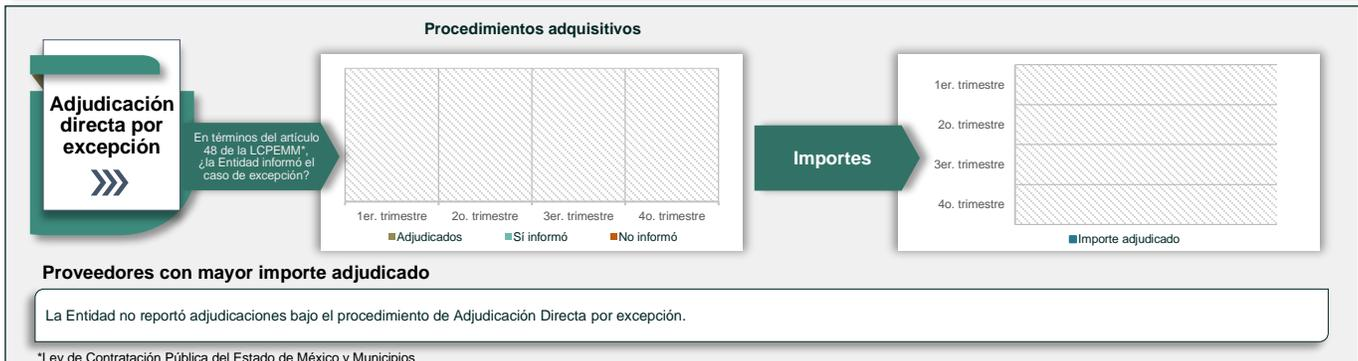 Procedimientos adquisitivos
Adjudicación
directa por
excepción
En términos del artículo
48 de la LCPEMM*,
¿la Entidad informó el
caso de excepción?
1er. trimestre 2o. trimestre 3er. trimestre 4o. trimestre
Adjudicados Sí informó No informó
Importes
1er. trimestre
2o. trimestre
3er. trimestre
4o. trimestre
Importe adjudicado
Proveedores con mayor importe adjudicado
La Entidad no reportó adjudicaciones bajo el procedimiento de Adjudicación Directa por excepción.
*Ley de Contratación Pública del Estado de México y Municipios